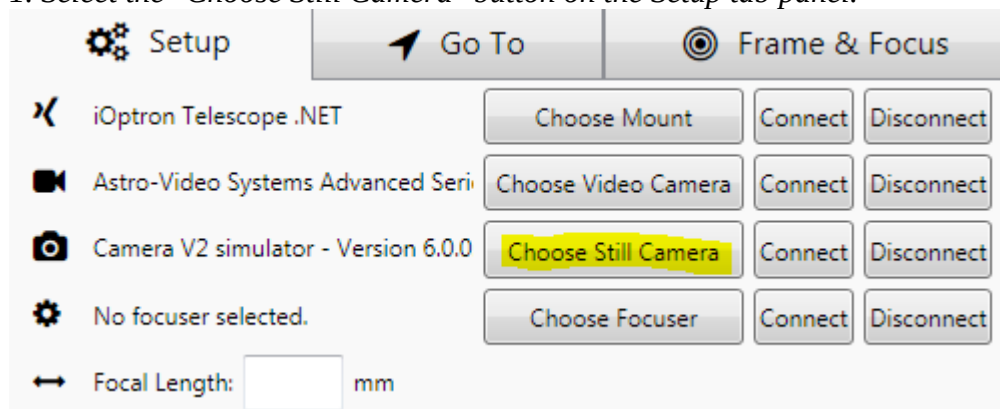 1. Select the "Choose Still Camera" button on the Setup tab panel.
Setup Go To Frame & Focus
iOptron Telescope .NET Choose Mount Connect Disconnect
Astro-Video Systems Advanced Seri Choose Video Camera Connect Disconnect
Camera V2 simulator - Version 6.0.0 Choose Still Camera Connect Disconnect
No focuser selected. Choose Focuser Connect Disconnect
Focal Length: mm